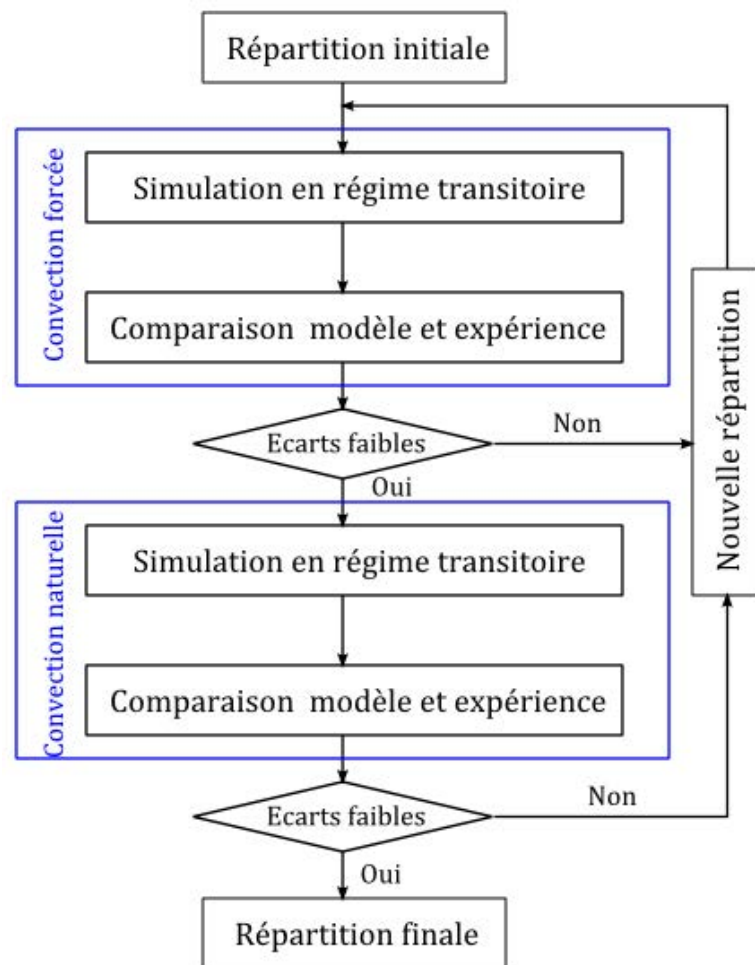 Répartition initiale
Convection forcée
Simulation en régime transitoire
Comparaison modèle et expérience
Ecarts faibles
Non
Oui
Nouvelle répartition
Convection naturelle
Simulation en régime transitoire
Comparaison modèle et expérience
Ecarts faibles
Non
Oui
Répartition finale